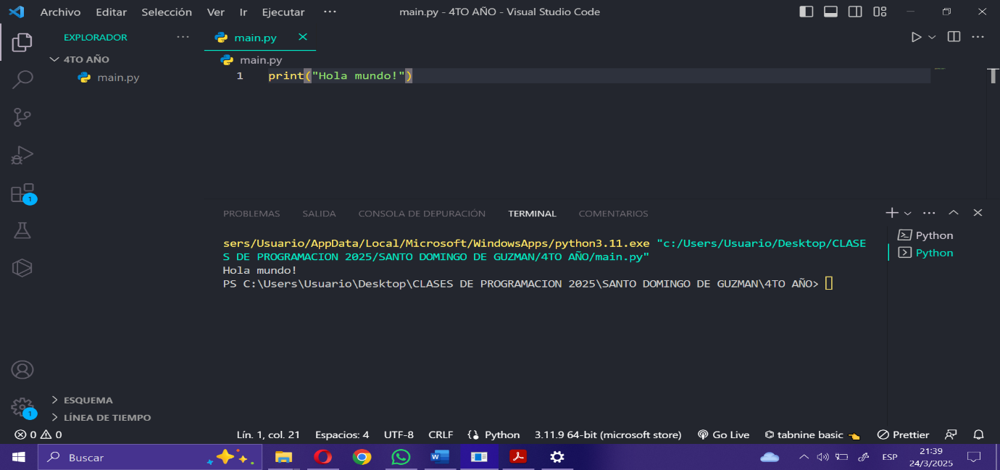 Archivo Editar Selección Ver Ir Ejecutar ··· main.py - 4TO AÑO - Visual Studio Code
EXPLORADOR ··· main.py
4TO AÑO
main.py
main.py
1 print("Hola mundo!")
1
PROBLEMAS SALIDA CONSOLA DE DEPURACIÓN TERMINAL COMENTARIOS
sers/Usuario/AppData/Local/Microsoft/WindowsApps/python3.11.exe "c:/Users/Usuario/Desktop/CLASE
S DE PROGRAMACION 2025/SANTO DOMINGO DE GUZMAN/4TO AÑO/main.py"
Hola mundo!
PS C:\Users\Usuario\Desktop\CLASES DE PROGRAMACION 2025\SANTO DOMINGO DE GUZMAN\4TO AÑO>
Python
Python
ESQUEMA
1
LÍNEA DE TIEMPO
0 0 Lín. 1, col. 21 Espacios: 4 UTF-8 CRLF Python 3.11.9 64-bit (microsoft store) Go Live tabnine basic Prettier
Buscar ESP 21:39
24/3/2025